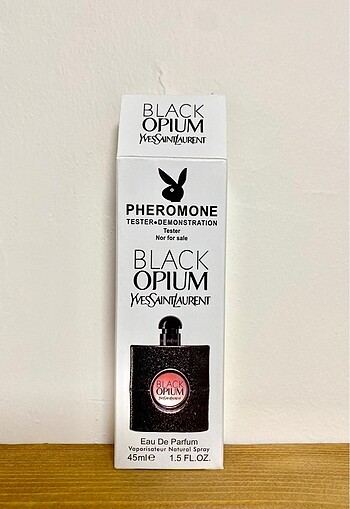 BLACK
OPIUM
YVESSAINTLAURENT
PHEROMONE
TESTER●DEMONSTRATION
Tester
Nor for sale
BLACK
OPIUM
YVESSAINTLAURENT
BLACK
OPIUM
YVESSAINTLAURENT
Eau De Parfum
Vaporisateur Natural Spray
45ml℮ 1.5 FL.OZ.